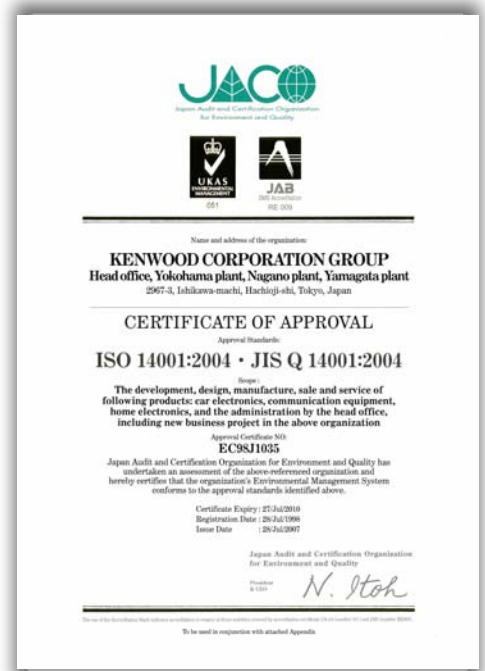 JACO
Japan Audit and Certification Organization
for Environment and Quality
UKAS
ENVIRONMENTAL
MANAGEMENT
051
JAB
EMS Accreditation
RE 009
Name and address of the organization:
KENWOOD CORPORATION GROUP
Head office, Yokohama plant, Nagano plant, Yamagata plant
2967-3, Ishikawa-machi, Hachioji-shi, Tokyo, Japan
CERTIFICATE OF APPROVAL
Approval Standards:
ISO 14001:2004 · JIS Q 14001:2004
Scope:
The development, design, manufacture, sale and service of
following products: car electronics, communication equipment,
home electronics, and the administration by the head office,
including new business project in the above organization
Approval Certificate NO:
EC98J1035
Japan Audit and Certification Organization for Environment and Quality has
undertaken an assessment of the above-referenced organization and
hereby certifies that the organization's Environmental Management System
conforms to the approval standards identified above.
Certificate Expiry : 27/Jul/2010
Registration Date : 28/Jul/1998
Issue Date : 28/Jul/2007
Japan Audit and Certification Organization
for Environment and Quality
President
& CEO
N. Itoh
To be used in conjunction with attached Appendix